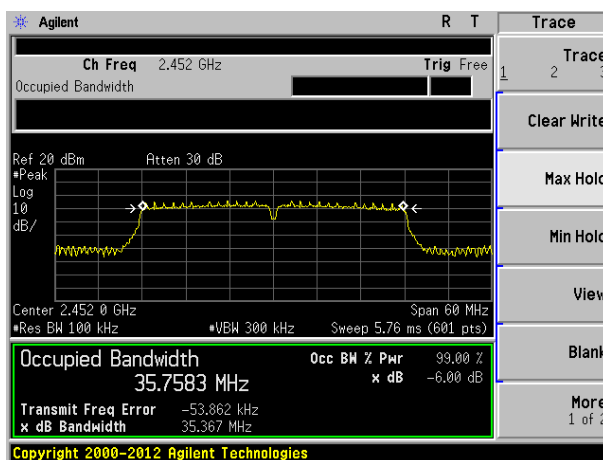 Agilent R T Trace
Ch Freq 2.452 GHz Trig Free
Occupied Bandwidth
Trace
1 2 3
Clear Write
Max Hold
Min Hold
View
Blank
More
1 of 2
Ref 20 dBm Atten 30 dB
#Peak
Log
10
dB/
Center 2.452 0 GHz Span 60 MHz
#Res BW 100 kHz #VBW 300 kHz Sweep 5.76 ms (601 pts)
Occupied Bandwidth Occ BW % Pwr 99.00 %
35.7583 MHz x dB -6.00 dB
Transmit Freq Error -53.862 kHz
x dB Bandwidth 35.367 MHz
Copyright 2000-2012 Agilent Technologies